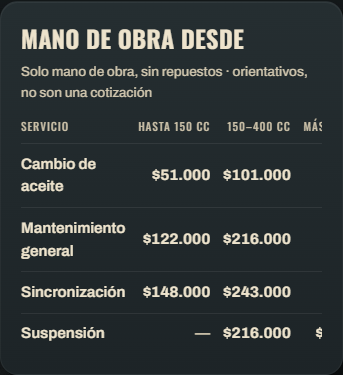 MANO DE OBRA DESDE
Solo mano de obra, sin repuestos · orientativos,
no son una cotización
SERVICIO HASTA 150 CC 150–400 CC MÁS
Cambio de
aceite $51.000 $101.000
Mantenimiento
general $122.000 $216.000
Sincronización $148.000 $243.000
Suspensión — $216.000 $